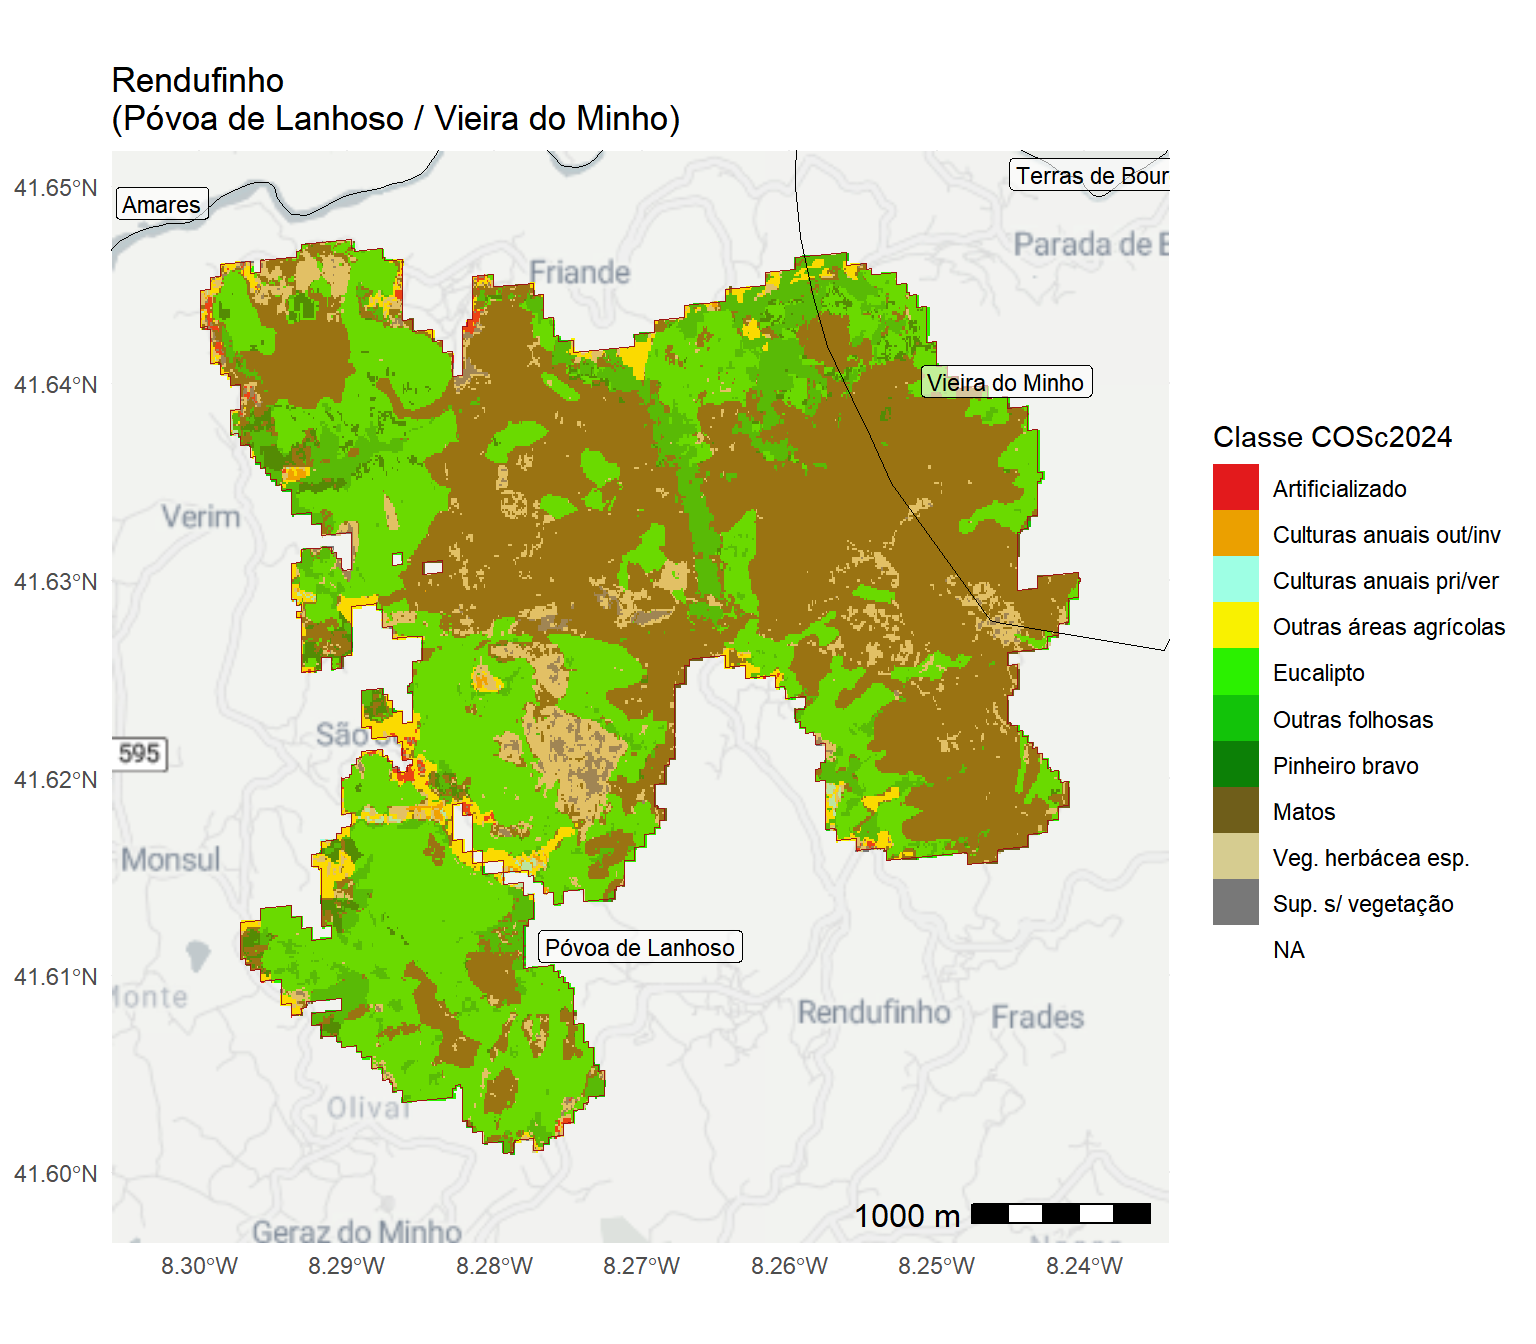 Rendufinho
(Póvoa de Lanhoso / Vieira do Minho)
41.65°N
41.64°N
41.63°N
41.62°N
41.61°N
41.60°N
Amares
Terras de Bour
Parada de
Friande
Vieira do Minho
Verim
São
595
Monsul
Póvoa de Lanhoso
Monte
Rendufinho
Frades
Olival
Geraz do Minho
1000 m
8.30°W
8.29°W
8.28°W
8.27°W
8.26°W
8.25°W
8.24°W
Classe COSc2024
Artificializado
Culturas anuais out/inv
Culturas anuais pri/ver
Outras áreas agrícolas
Eucalipto
Outras folhosas
Pinheiro bravo
Matos
Veg. herbácea esp.
Sup. s/ vegetação
NA